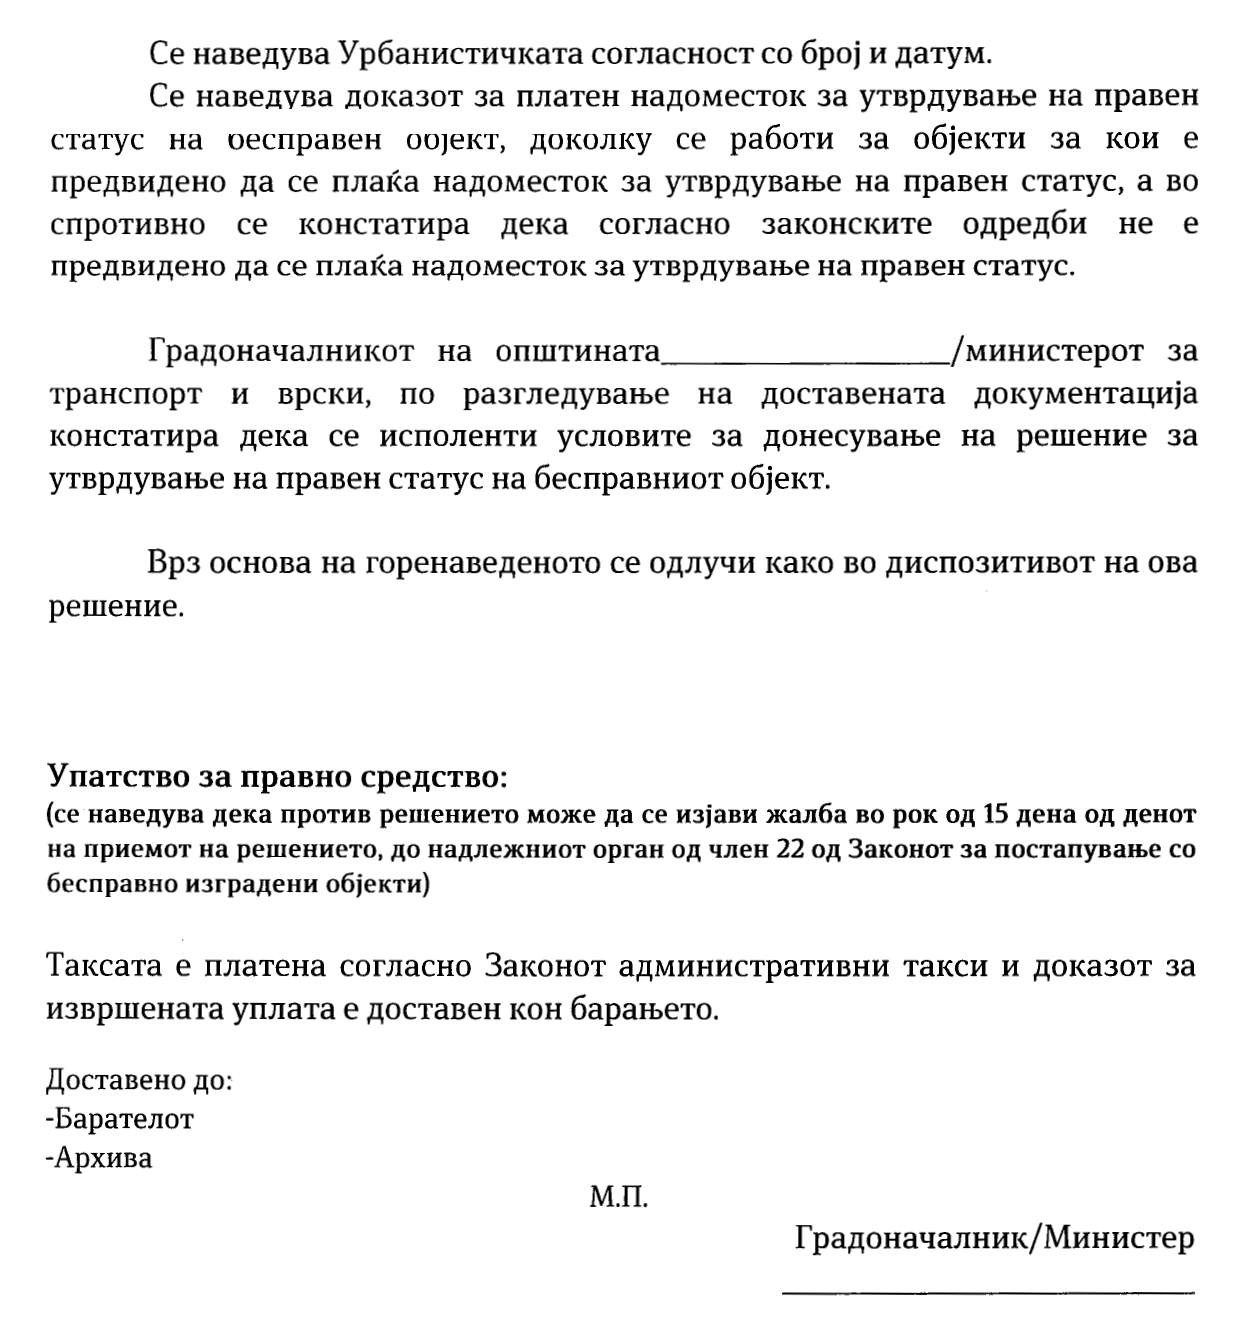 Се наведува Урбанистичката согласност со број и датум.
Се наведува доказот за платен надоместок за утврдување на правен
статус на бесправен објект, доколку се работи за објекти за кои е
предвидено да се плаќа надоместок за утврдување на правен статус, а во
спротивно се констатира дека согласно законските одредби не е
предвидено да се плаќа надоместок за утврдување на правен статус.
Градоначалникот на општината__________________/министерот за
транспорт и врски, по разгледување на доставената документација
констатира дека се исполенти условите за донесување на решение за
утврдување на правен статус на бесправниот објект.
Врз основа на горенаведеното се одлучи како во диспозитивот на ова
решение.
Упатство за правно средство:
(се наведува дека против решението може да се изјави жалба во рок од 15 дена од денот
на приемот на решението, до надлежниот орган од член 22 од Законот за постапување со
бесправно изградени објекти)
Таксата е платена согласно Законот административни такси и доказот за
извршената уплата е доставен кон барањето.
Доставено до:
-Барателот
-Архива
М.П.
Градоначалник/Министер
__________________________